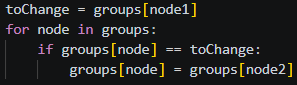 toChange = groups[node1]
for node in groups:
    if groups[node] == toChange:
        groups[node] = groups[node2]